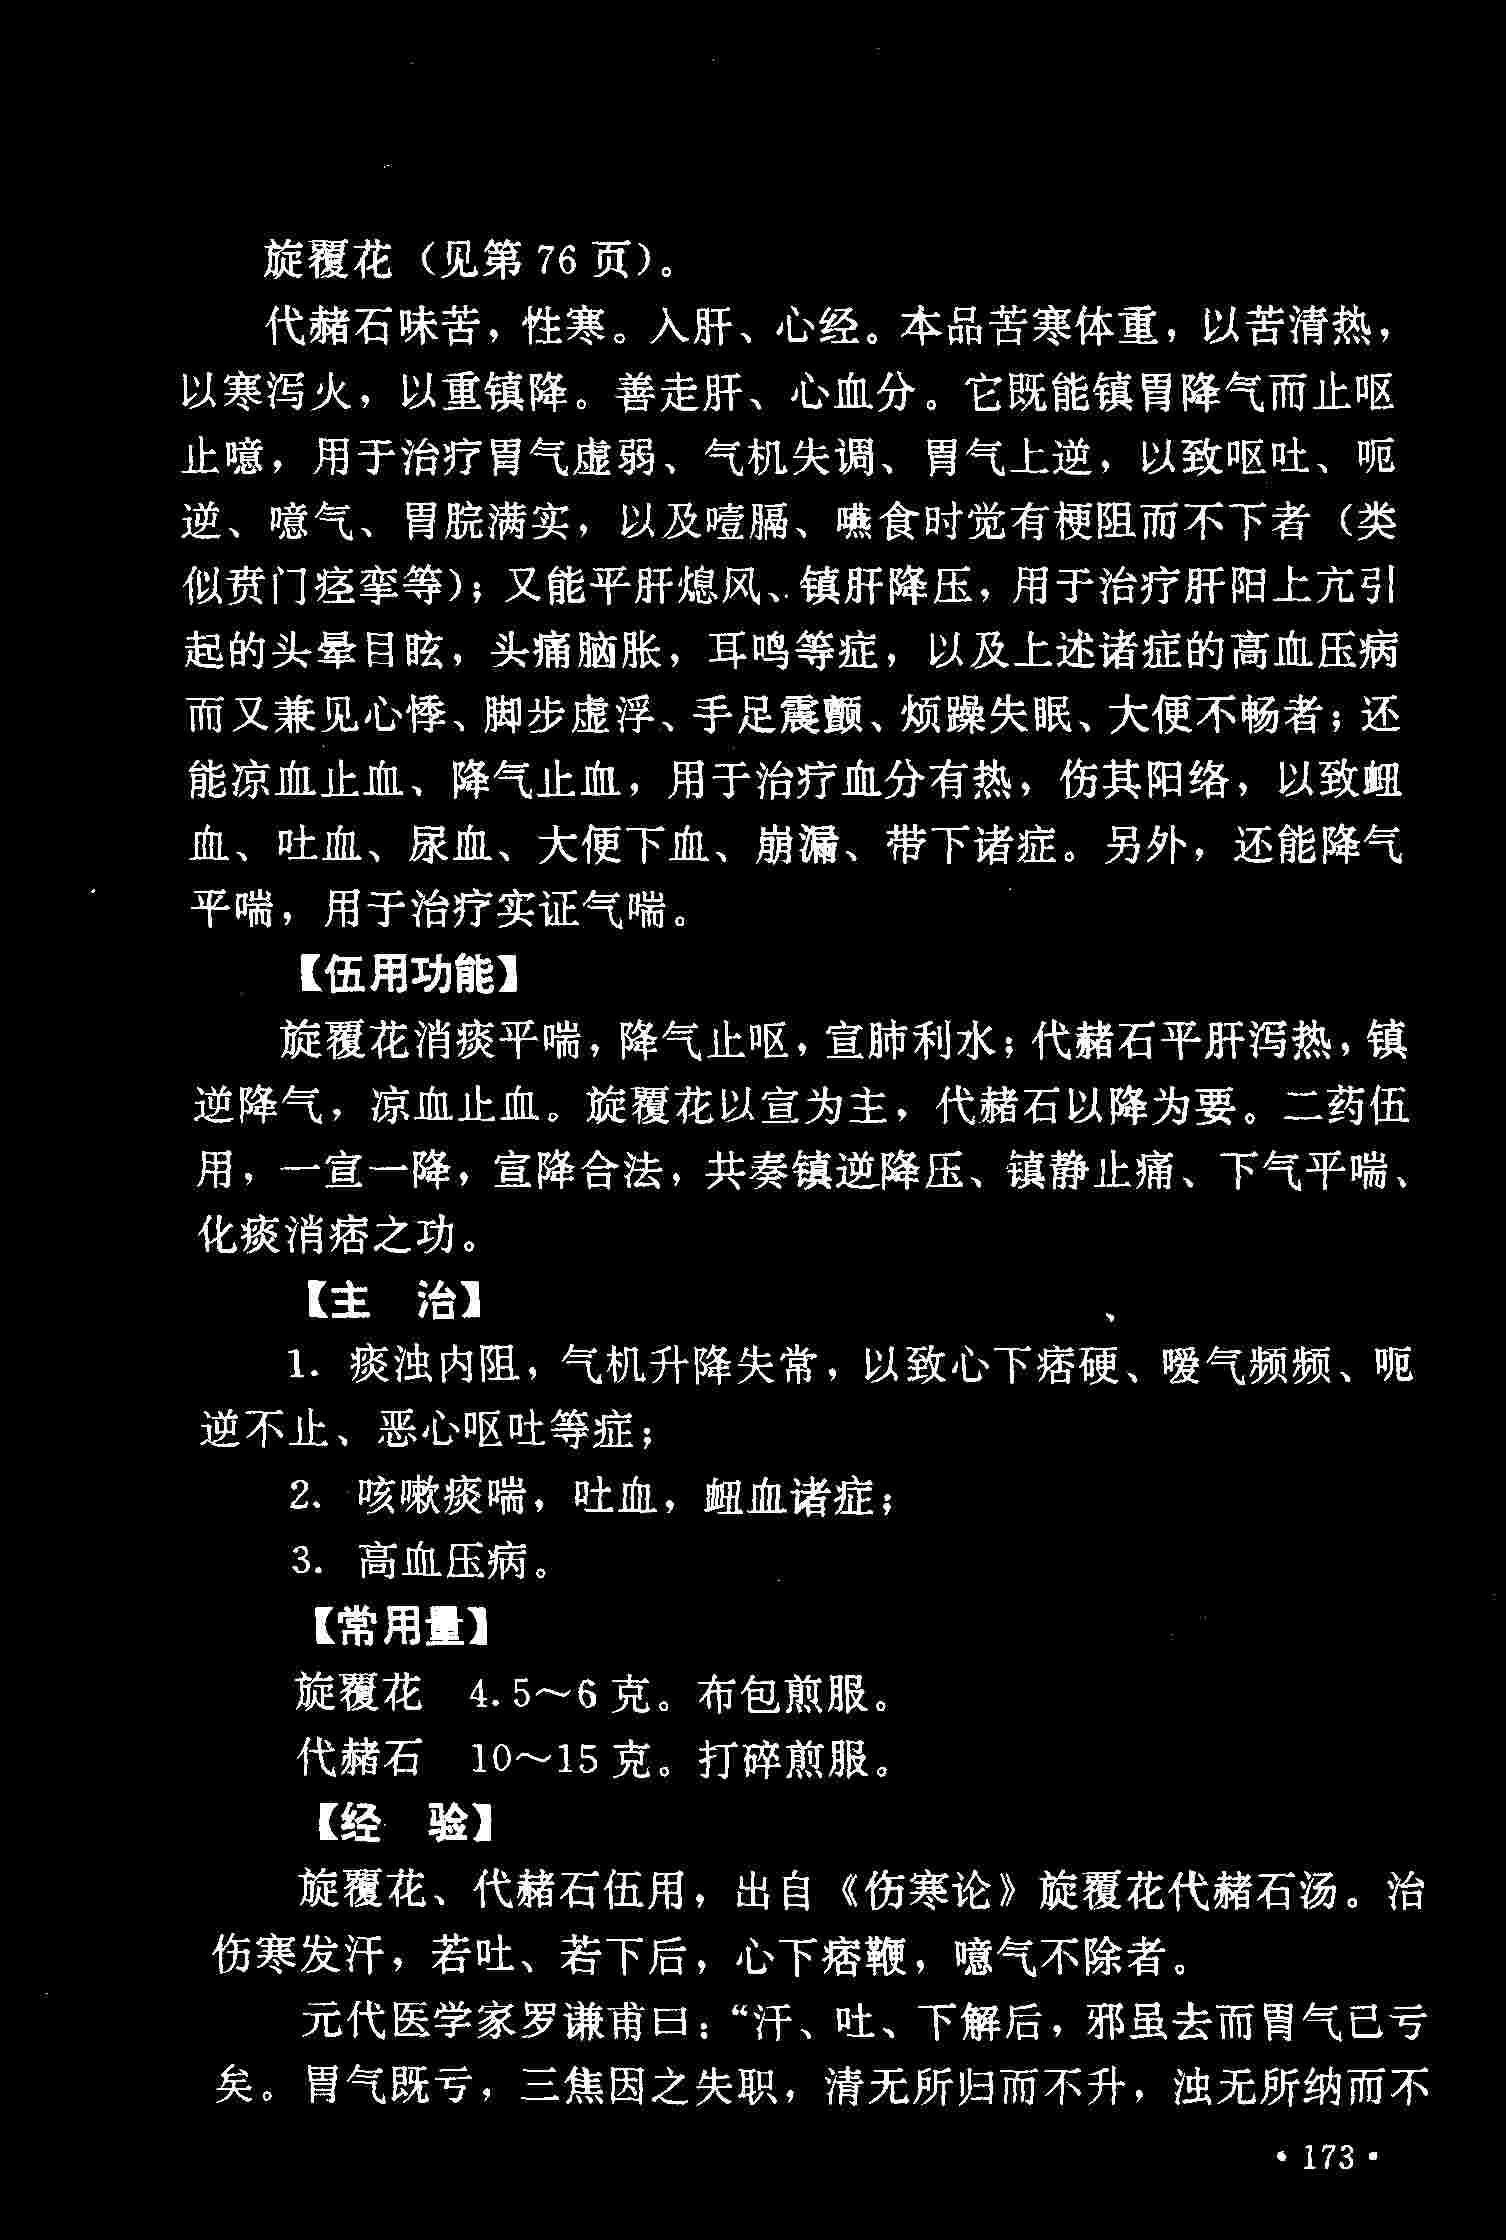 旋覆花（见第 76 页）。
代赭石味苦，性寒。入肝、心经。本品苦寒体重，以苦清热，
以寒泻火，以重镇降。善走肝、心血分。它既能镇胃降气而止呕
止噫，用于治疗胃气虚弱、气机失调、胃气上逆，以致呕吐、呃
逆、噫气、胃脘满实，以及噎膈、嚥食时觉有梗阻而不下者（类
似贲门痉挛等）；又能平肝熄风、镇肝降压，用于治疗肝阳上亢引
起的头晕目眩，头痛脑胀，耳鸣等症，以及上述诸症的高血压病
而又兼见心悸、脚步虚浮、手足震颤、烦躁失眠、大便不畅者；还
能凉血止血、降气止血，用于治疗血分有热，伤其阳络，以致衄
血、吐血、尿血、大便下血、崩漏、带下诸症。另外，还能降气
平喘，用于治疗实证气喘。
【伍用功能】
旋覆花消痰平喘，降气止呕，宣肺利水；代赭石平肝泻热，镇
逆降气，凉血止血。旋覆花以宣为主，代赭石以降为要。二药伍
用，一宣一降，宣降合法，共奏镇逆降压、镇静止痛、下气平喘、
化痰消痞之功。
【主　治】
1. 痰浊内阻，气机升降失常，以致心下痞硬、嗳气频频、呃
逆不止、恶心呕吐等症；
2. 咳嗽痰喘，吐血，衄血诸症；
3. 高血压病。
【常用量】
旋覆花　4.5～6 克。布包煎服。
代赭石　10～15 克。打碎煎服。
【经　验】
旋覆花、代赭石伍用，出自《伤寒论》旋覆花代赭石汤。治
伤寒发汗，若吐、若下后，心下痞鞕，噫气不除者。
元代医学家罗谦甫曰：“汗、吐、下解后，邪虽去而胃气已亏
矣。胃气既亏，三焦因之失职，清无所归而不升，浊无所纳而不
·173·